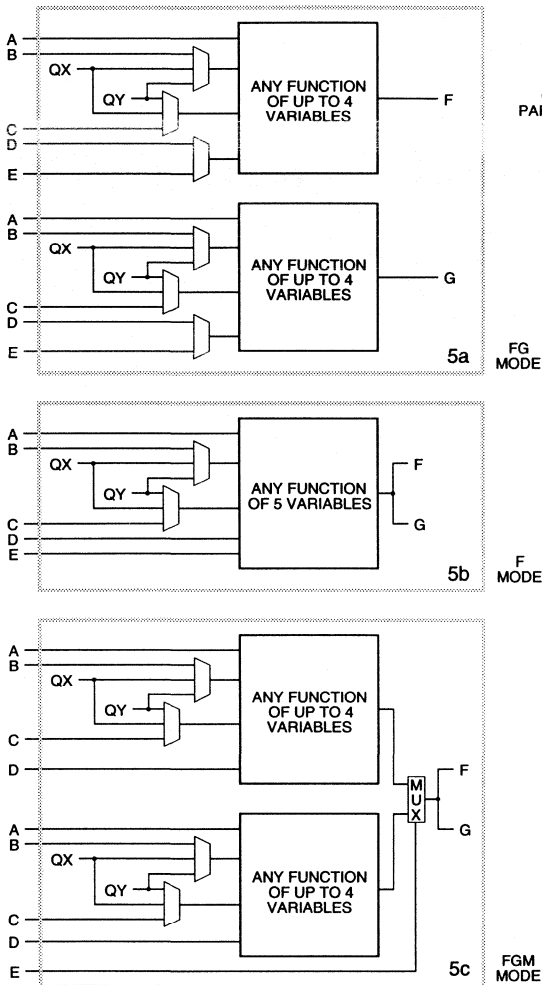 A
B
QX
QY
C
D
E
ANY FUNCTION
OF UP TO 4
VARIABLES
F
PAR
A
B
QX
QY
C
D
E
ANY FUNCTION
OF UP TO 4
VARIABLES
G
5a
FG
MODE
A
B
QX
QY
C
D
E
ANY FUNCTION
OF 5 VARIABLES
F
G
5b
F
MODE
A
B
QX
QY
C
D
ANY FUNCTION
OF UP TO 4
VARIABLES
MUX
F
G
A
B
QX
QY
C
D
E
ANY FUNCTION
OF UP TO 4
VARIABLES
5c
FGM
MODE